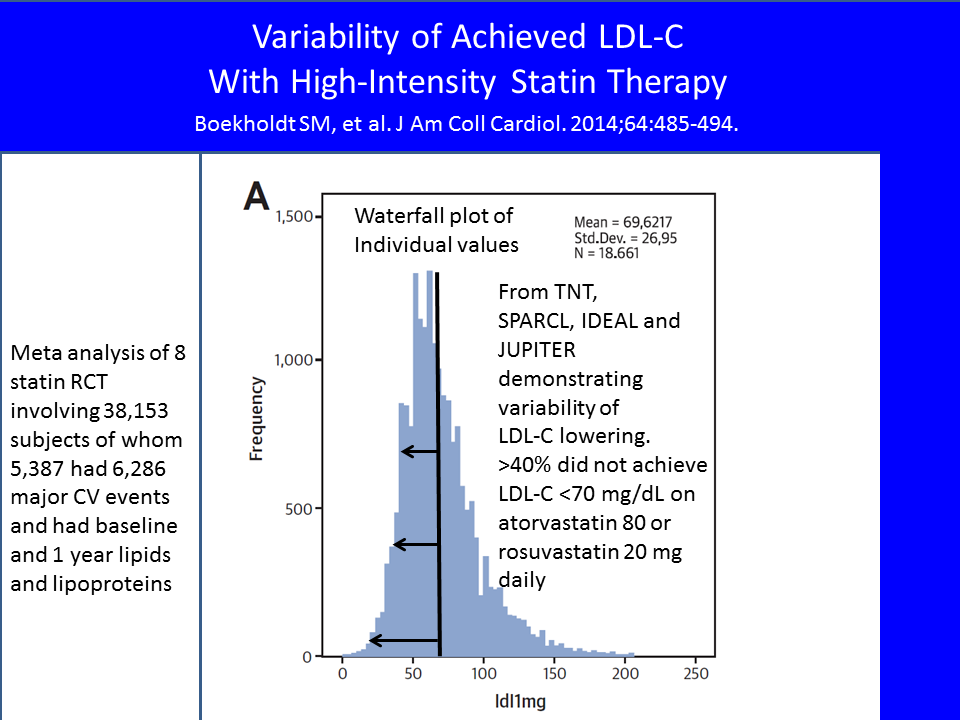 Variability of Achieved LDL-C
With High-Intensity Statin Therapy
Boekholdt SM, et al. J Am Coll Cardiol. 2014;64:485-494.
Meta analysis of 8
statin RCT
involving 38,153
subjects of whom
5,387 had 6,286
major CV events
and had baseline
and 1 year lipids
and lipoproteins
A
Waterfall plot of
Individual values
Mean = 69,6217
Std.Dev. = 26,95
N = 18.661
From TNT,
SPARCL, IDEAL and
JUPITER
demonstrating
variability of
LDL-C lowering.
>40% did not achieve
LDL-C <70 mg/dL on
atorvastatin 80 or
rosuvastatin 20 mg
daily
Frequency
1,500
1,000
500
0
0 50 100 150 200 250
ldl1mg